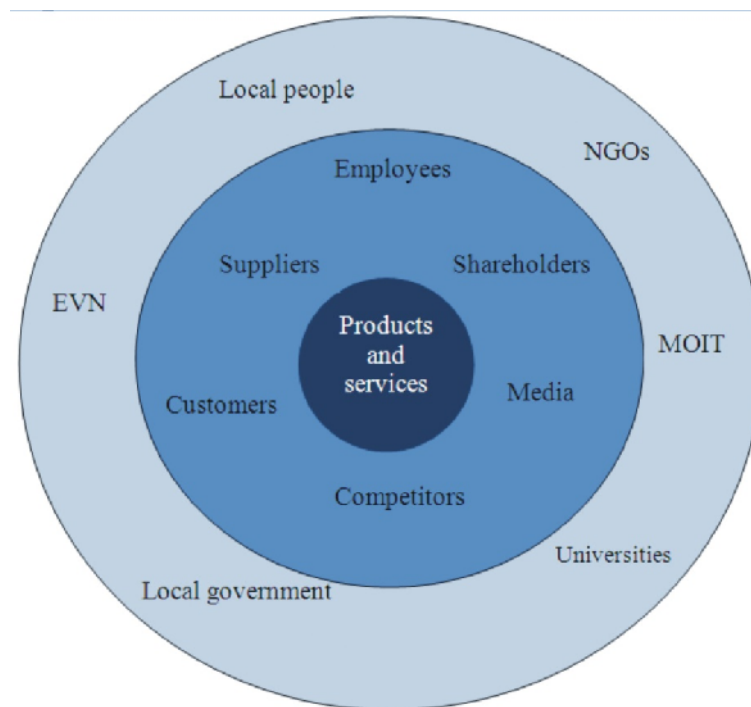 Local people
NGOs
Employees
Suppliers
Shareholders
EVN
Products
and
services
MOIT
Customers
Media
Competitors
Universities
Local government